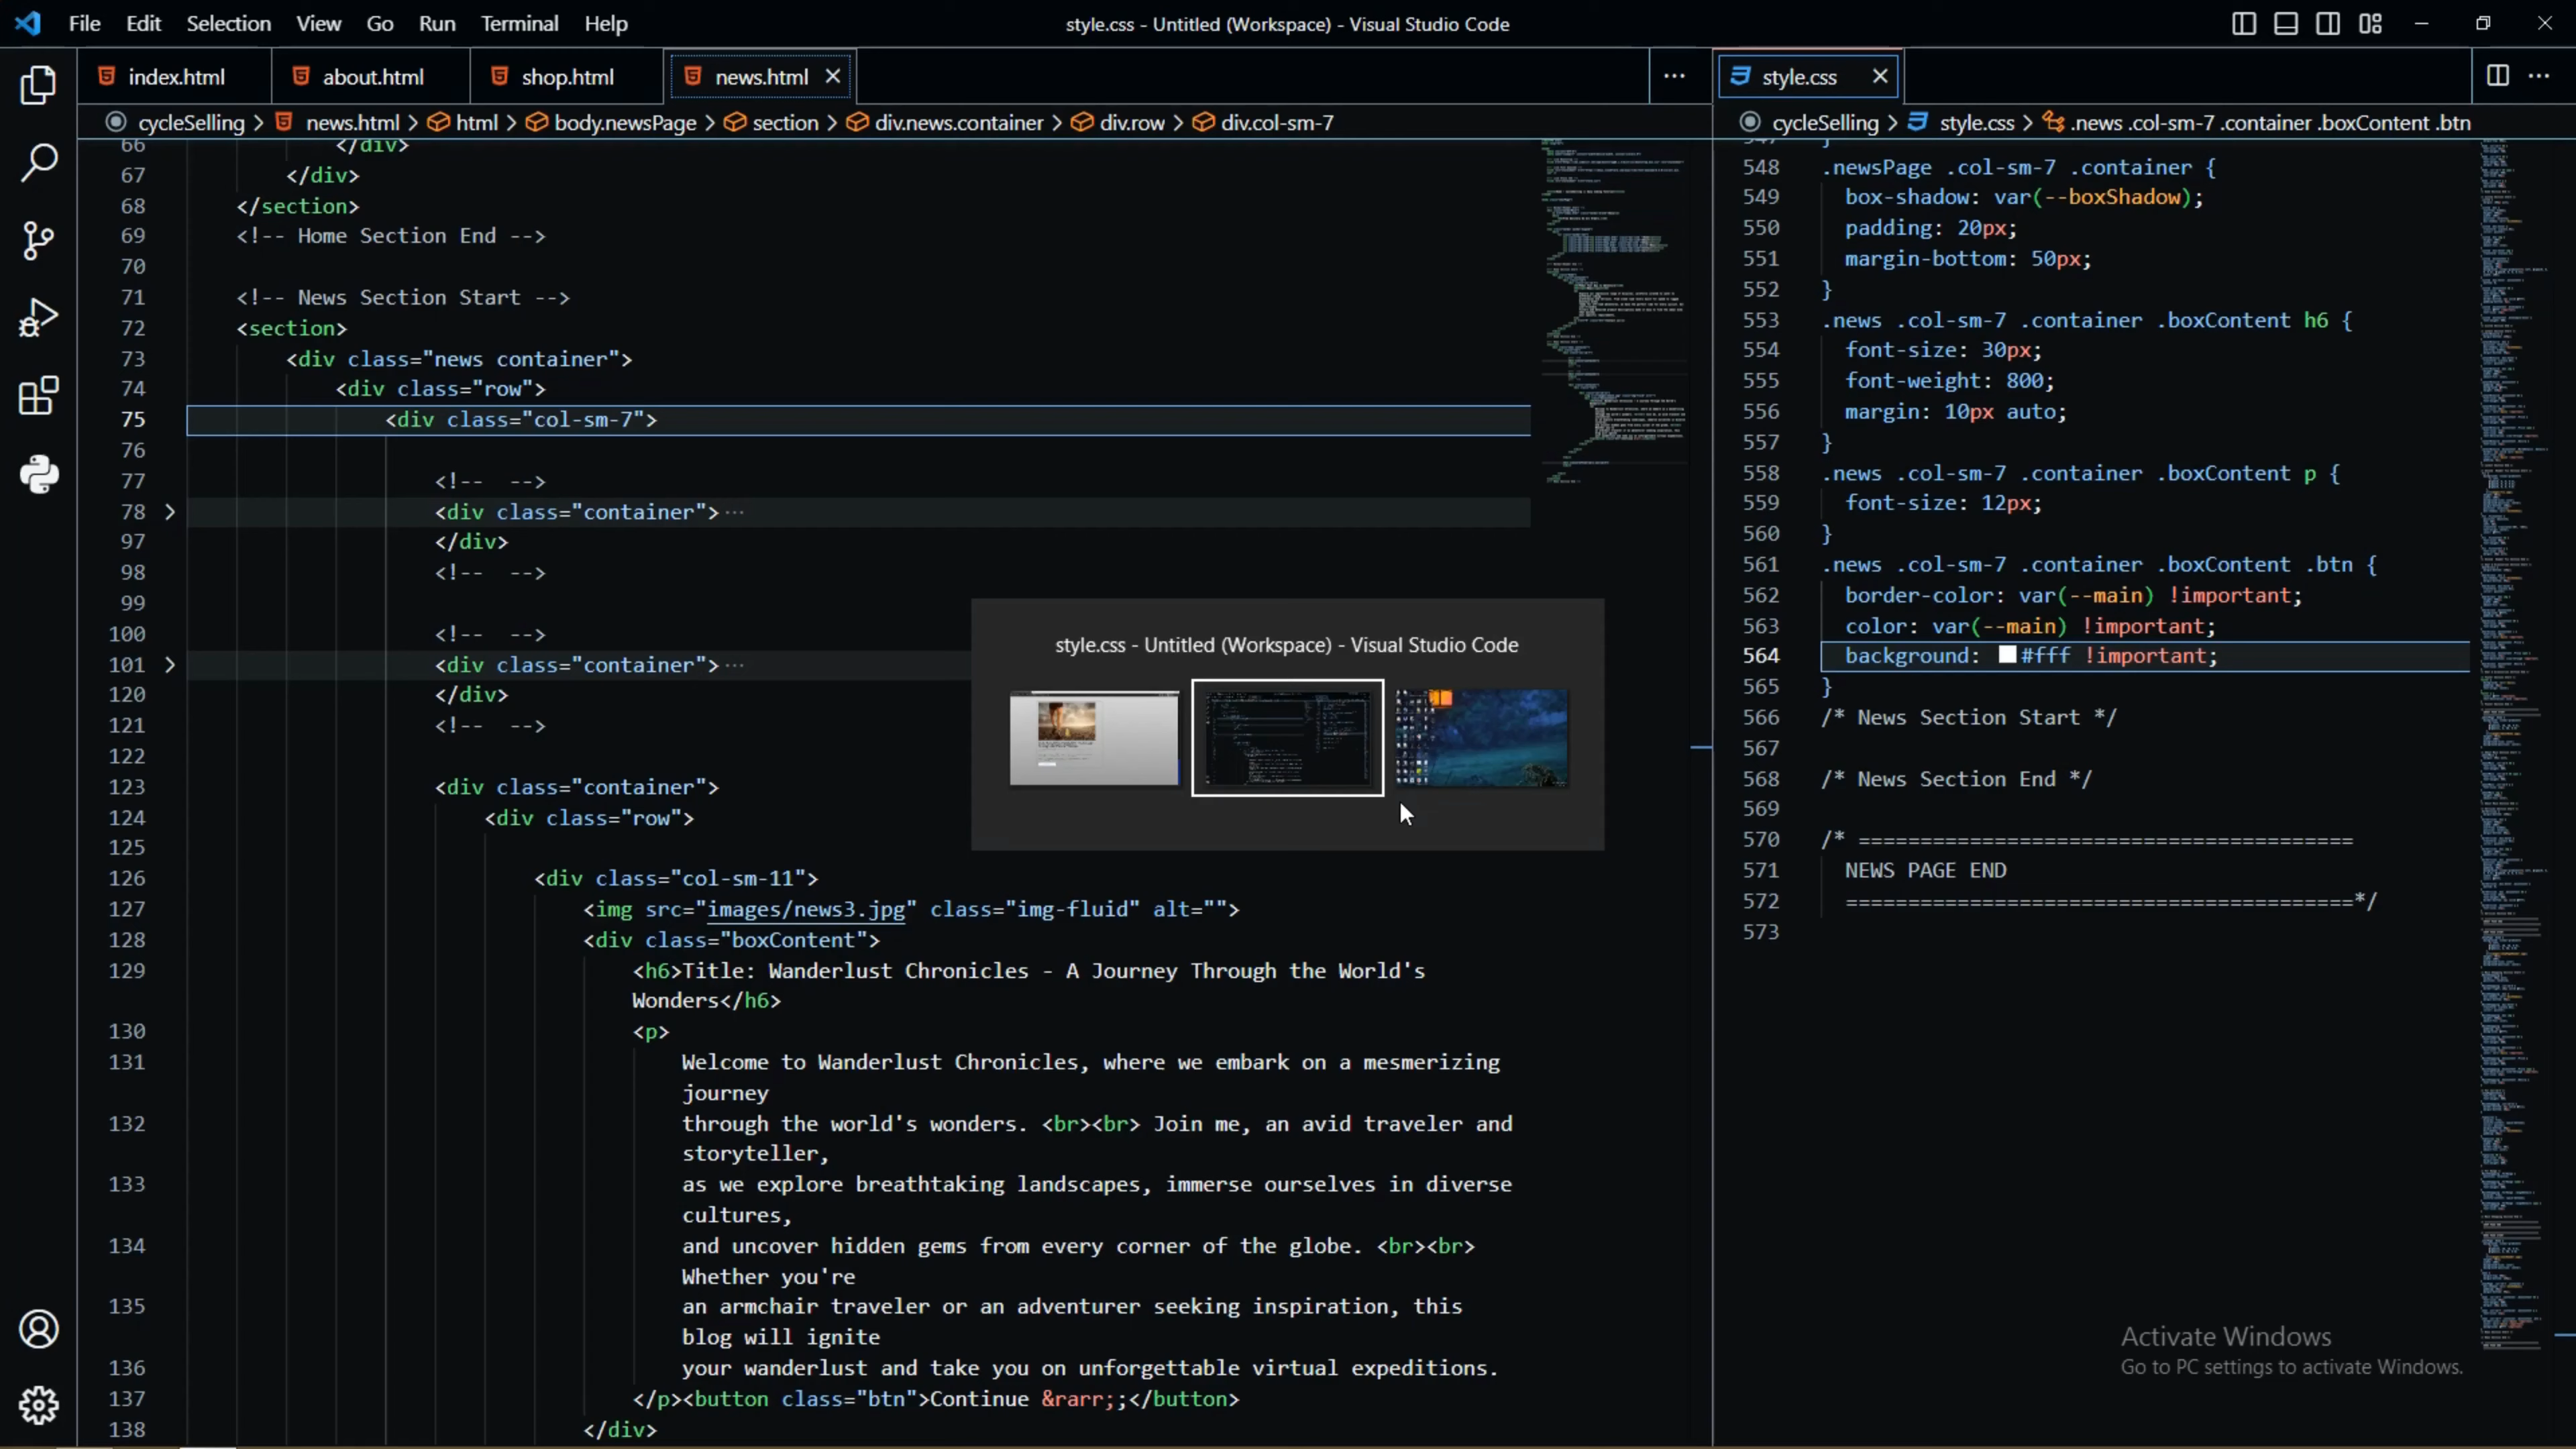 File Edit Selection View Go Run Terminal Help
style.css - Untitled (Workspace) - Visual Studio Code
index.html
about.html
shop.html
news.html
cycleSelling > news.html > html > body.newsPage > section > div.news.container > div.row > div.col-sm-7
66 </div>
67 </div>
68 </section>
69 <!-- Home Section End -->
70
71 <!-- News Section Start -->
72 <section>
73 <div class="news container">
74 <div class="row">
75 <div class="col-sm-7">
76
77 <!-- -->
78 <div class="container">···
97 </div>
98 <!-- -->
99
100 <!-- -->
101 <div class="container">···
120 </div>
121 <!-- -->
122
123 <div class="container">
124 <div class="row">
125
126 <div class="col-sm-11">
127 <img src="images/news3.jpg" class="img-fluid" alt="">
128 <div class="boxContent">
129 <h6>Title: Wanderlust Chronicles - A Journey Through the World's
Wonders</h6>
130 <p>
131 Welcome to Wanderlust Chronicles, where we embark on a mesmerizing
journey
132 through the world's wonders. <br><br> Join me, an avid traveler and
storyteller,
133 as we explore breathtaking landscapes, immerse ourselves in diverse
cultures,
134 and uncover hidden gems from every corner of the globe. <br><br>
Whether you're
135 an armchair traveler or an adventurer seeking inspiration, this
blog will ignite
136 your wanderlust and take you on unforgettable virtual expeditions.
137 </p><button class="btn">Continue &rarr;;</button>
138 </div>
style.css - Untitled (Workspace) - Visual Studio Code
style.css
cycleSelling > style.css > .news .col-sm-7 .container .boxContent .btn
548 .newsPage .col-sm-7 .container {
549 box-shadow: var(--boxShadow);
550 padding: 20px;
551 margin-bottom: 50px;
552 }
553 .news .col-sm-7 .container .boxContent h6 {
554 font-size: 30px;
555 font-weight: 800;
556 margin: 10px auto;
557 }
558 .news .col-sm-7 .container .boxContent p {
559 font-size: 12px;
560 }
561 .news .col-sm-7 .container .boxContent .btn {
562 border-color: var(--main) !important;
563 color: var(--main) !important;
564 background: #fff !important;
565 }
566 /* News Section Start */
567
568 /* News Section End */
569
570 /* ========================================
571 NEWS PAGE END
572 =========================================*/
573
Activate Windows
Go to PC settings to activate Windows.